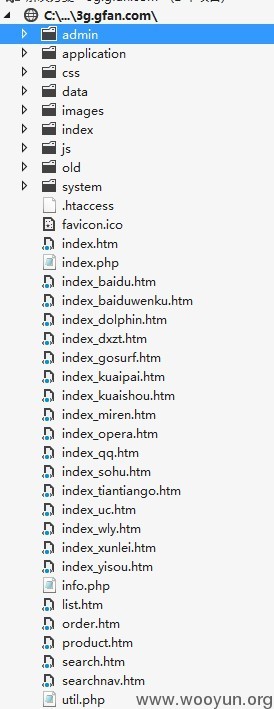 C:\...\3g.gfan.com\
admin
application
css
data
images
index
js
old
system
.htaccess
favicon.ico
index.htm
index.php
index_baidu.htm
index_baiduwenku.htm
index_dolphin.htm
index_dxzt.htm
index_gosurf.htm
index_kuaipai.htm
index_kuaishou.htm
index_miren.htm
index_opera.htm
index_qq.htm
index_sohu.htm
index_tiantiango.htm
index_uc.htm
index_wly.htm
index_xunlei.htm
index_yisou.htm
info.php
list.htm
order.htm
product.htm
search.htm
searchnav.htm
util.php
www.wooyun.org